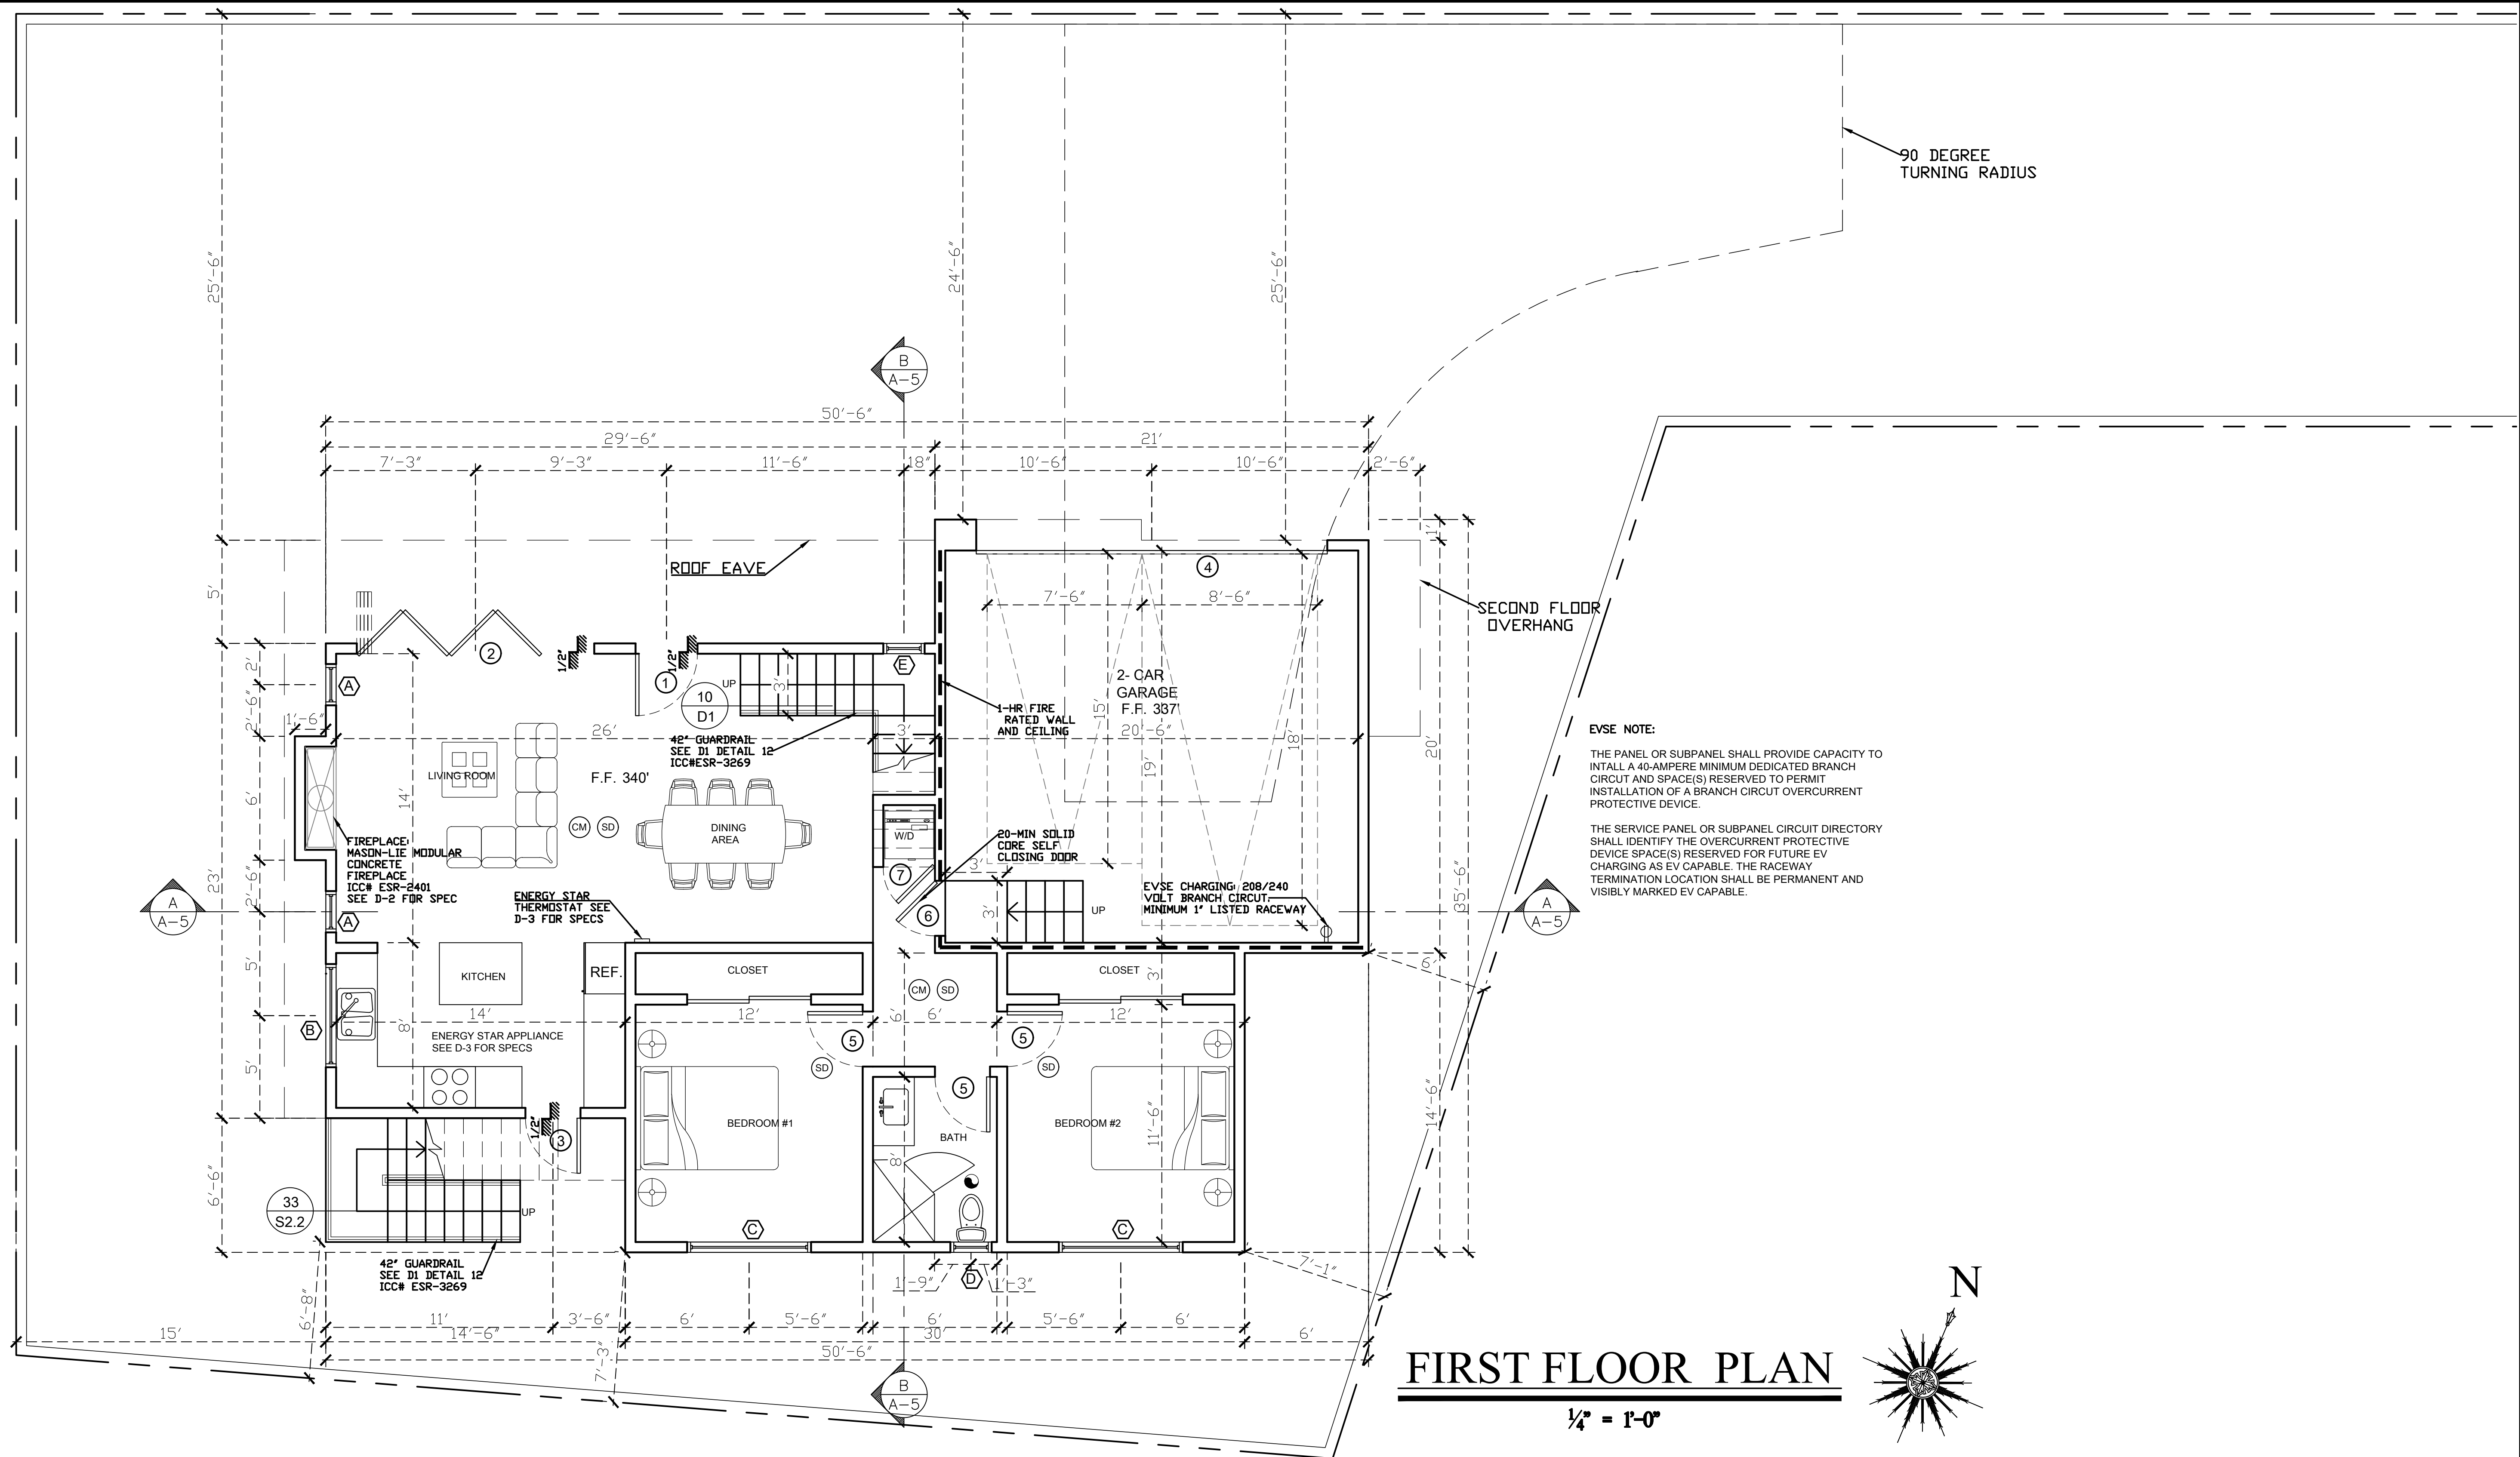 90 DEGREE
TURNING RADIUS
25'-6"
24'-6"
25'-6"
B
A-5
50'-6"
29'-6"
21'
7'-3"
9'-3"
11'-6"
18"
10'-6"
10'-6"
2'-6"
1'
ROOF EAVE
4
7'-6"
8'-6"
SECOND FLOOR
OVERHANG
5'
2'
2
1/2"
1/2"
E
A
1
UP
3'
10
D1
2'-6"
1'-6"
2- CAR
GARAGE
F.F. 337'
15'
1-HR FIRE
RATED WALL
AND CEILING
20'-6"
18'
19'
20'
26'
3'
42" GUARDRAIL
SEE D1 DETAIL 12
ICC#ESR-3269
LIVING ROOM
F.F. 340'
14'
6'
CM
SD
DINING
AREA
W/D
20-MIN SOLID
CORE SELF
CLOSING DOOR
3'
FIREPLACE:
MASON-LIE MODULAR
CONCRETE
FIREPLACE
ICC# ESR-2401
SEE D-2 FOR SPEC
EVSE NOTE:
THE PANEL OR SUBPANEL SHALL PROVIDE CAPACITY TO
INTALL A 40-AMPERE MINIMUM DEDICATED BRANCH
CIRCUT AND SPACE(S) RESERVED TO PERMIT
INSTALLATION OF A BRANCH CIRCUT OVERCURRENT
PROTECTIVE DEVICE.
THE SERVICE PANEL OR SUBPANEL CIRCUIT DIRECTORY
SHALL IDENTIFY THE OVERCURRENT PROTECTIVE
DEVICE SPACE(S) RESERVED FOR FUTURE EV
CHARGING AS EV CAPABLE. THE RACEWAY
TERMINATION LOCATION SHALL BE PERMANENT AND
VISIBLY MARKED EV CAPABLE.
23'
2'-6"
7
EVSE CHARGING: 208/240
VOLT BRANCH CIRCUT.
MINIMUM 1" LISTED RACEWAY
A
A-5
A
ENERGY STAR
THERMOSTAT SEE
D-3 FOR SPECS
6
3'
UP
35'-6"
A
A-5
5'
KITCHEN
REF.
CLOSET
CLOSET
3'
6'
CM
SD
B
14'
12'
6'
6'
12'
ENERGY STAR APPLIANCE
SEE D-3 FOR SPECS
8'
5
5
5'
SD
SD
5
14'-6"
1/2"
3
BEDROOM #1
BATH
BEDROOM #2
11'-6"
8'
6'-6"
33
S2.2
UP
C
C
42" GUARDRAIL
SEE D1 DETAIL 12
ICC# ESR-3269
1'-9"
D
1'-3"
7'-1"
6'-8"
11'
3'-6"
6'
5'-6"
6'
5'-6"
6'
15'
14'-6"
30'
6'
7'-3"
50'-6"
B
A-5
N
FIRST FLOOR PLAN
1/4" = 1'-0"